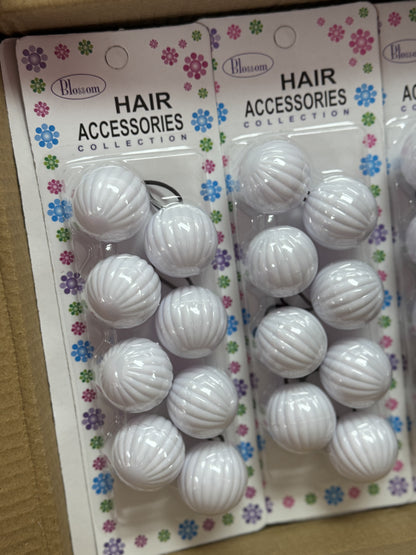 Blossom
HAIR
ACCESSORIES
COLLECTION
Blossom
HAIR
ACCESSORIES
COLLECTION